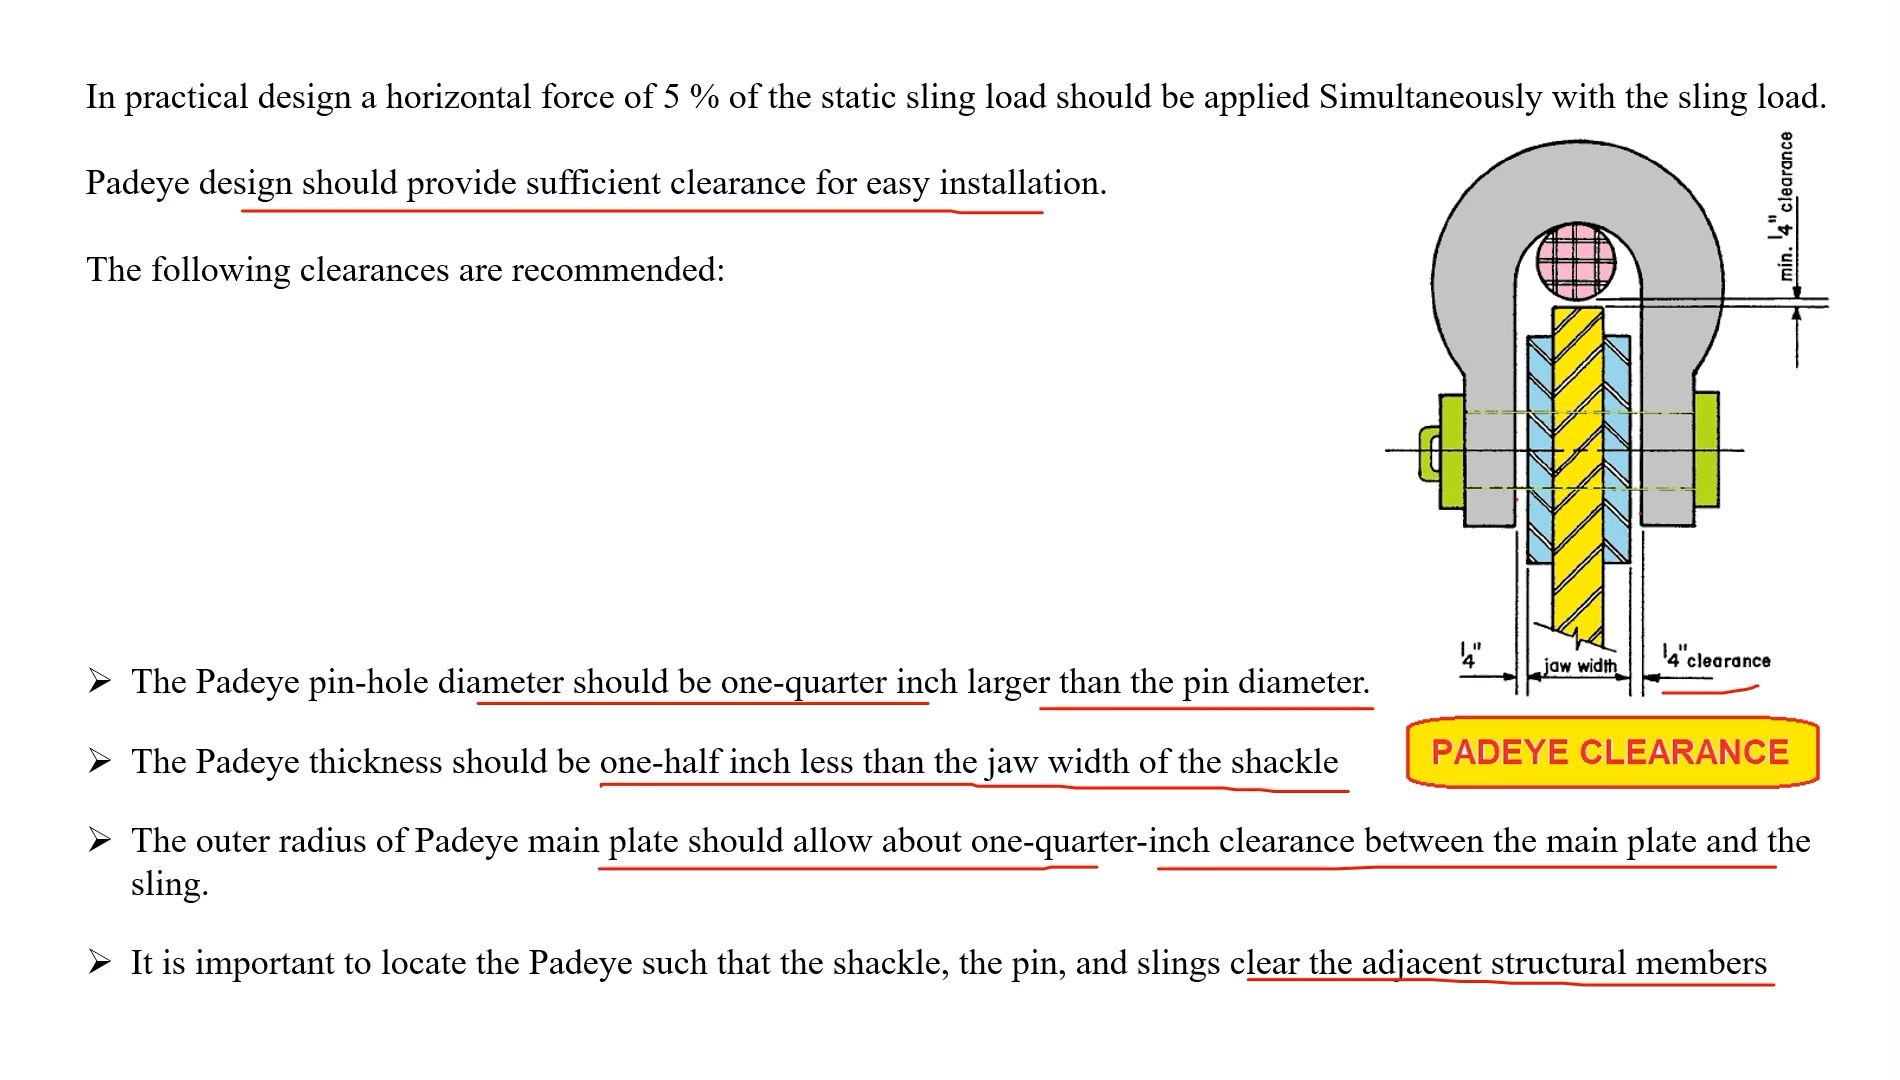 In practical design a horizontal force of 5 % of the static sling load should be applied Simultaneously with the sling load.
Padeye design should provide sufficient clearance for easy installation.
The following clearances are recommended:
min. 1/4" clearance
1/4"
jaw width
1/4" clearance
PADEYE CLEARANCE
➢ The Padeye pin-hole diameter should be one-quarter inch larger than the pin diameter.
➢ The Padeye thickness should be one-half inch less than the jaw width of the shackle
➢ The outer radius of Padeye main plate should allow about one-quarter-inch clearance between the main plate and the
sling.
➢ It is important to locate the Padeye such that the shackle, the pin, and slings clear the adjacent structural members